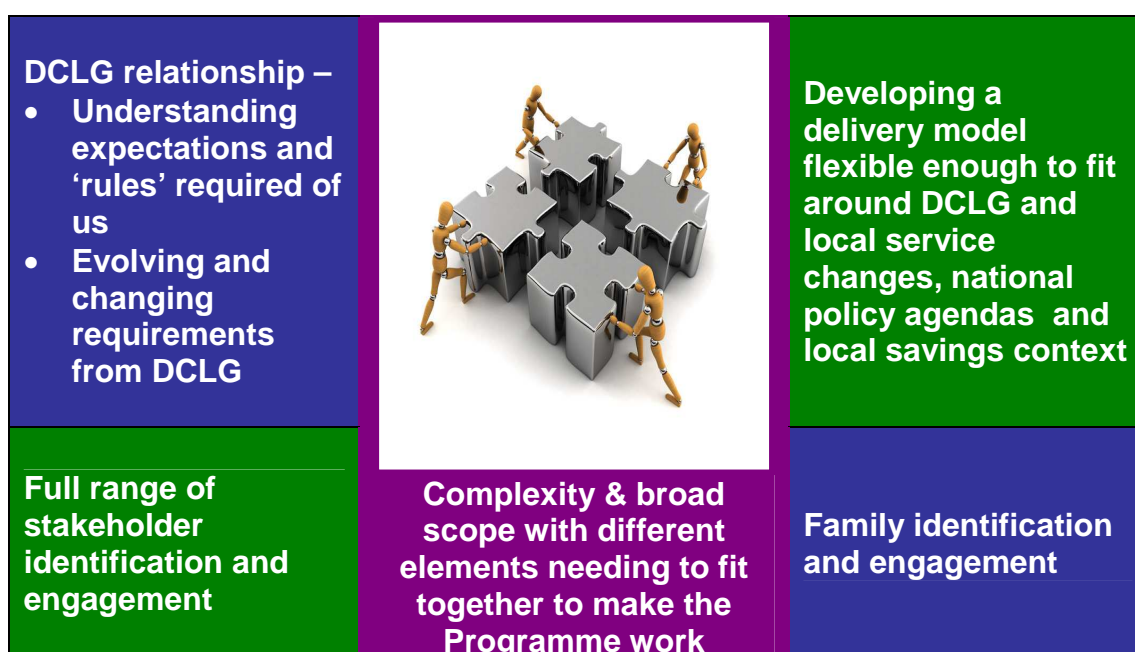 DCLG relationship –
• Understanding
expectations and
‘rules’ required of
us
• Evolving and
changing
requirements
from DCLG
Developing a
delivery model
flexible enough to fit
around DCLG and
local service
changes, national
policy agendas and
local savings context
Full range of
stakeholder
identification and
engagement
Complexity & broad
scope with different
elements needing to fit
together to make the
Programme work
Family identification
and engagement